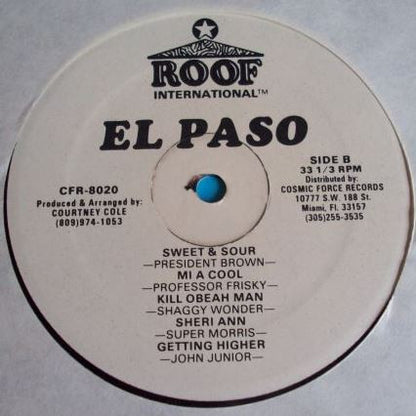 ROOF
INTERNATIONAL™
EL PASO
CFR-8020
Produced & Arranged by:
COURTNEY COLE
(809)974-1053
SIDE B
33 1/3 RPM
Distributed by:
COSMIC FORCE RECORDS
10777 S.W. 188 St.
Miami, Fl. 33157
(305)255-3535
SWEET & SOUR
—PRESIDENT BROWN—
MI A COOL
—PROFESSOR FRISKY—
KILL OBEAH MAN
—SHAGGY WONDER—
SHERI ANN
—SUPER MORRIS—
GETTING HIGHER
—JOHN JUNIOR—